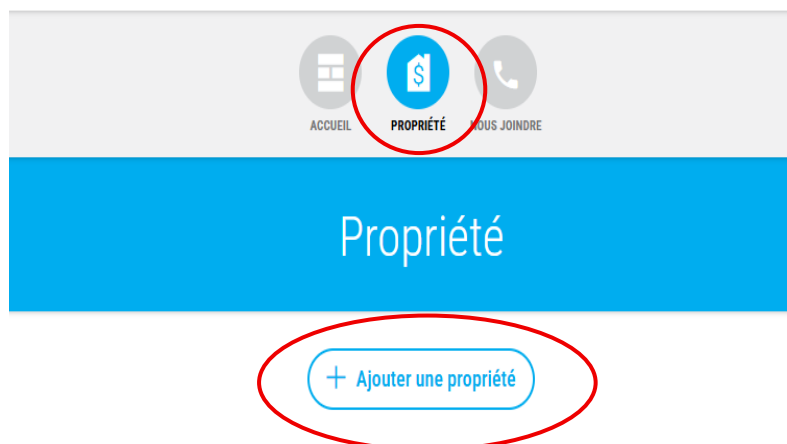 ACCUEIL PROPRIÉTÉ NOUS JOINDRE
Propriété
+ Ajouter une propriété